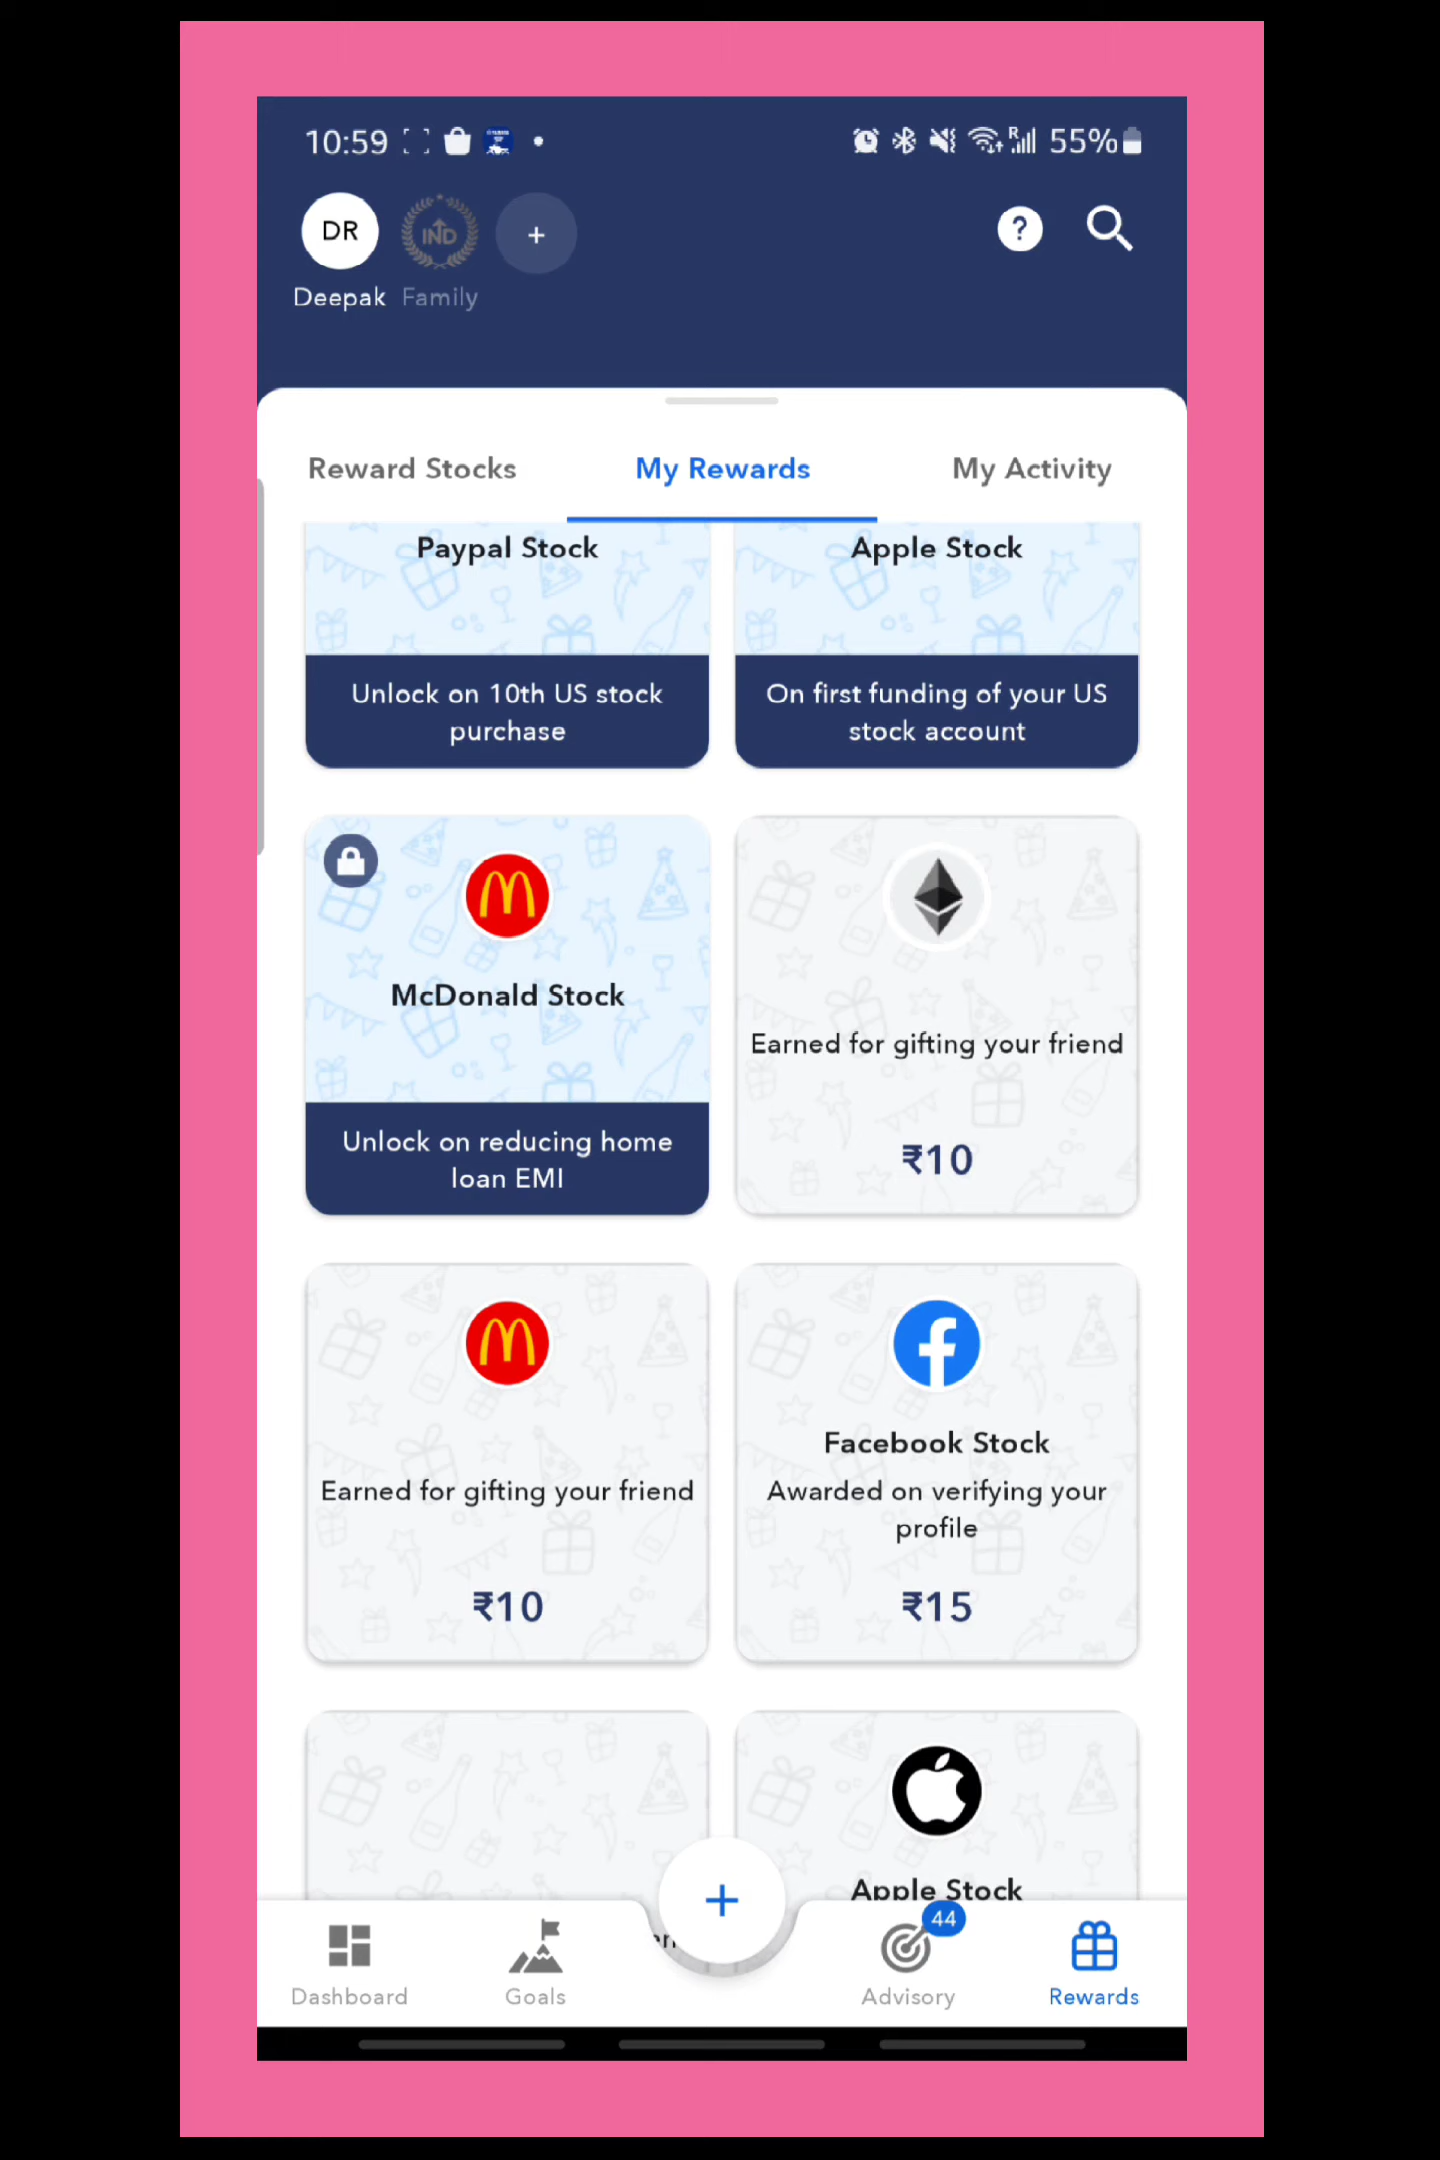 10:59
55%
DR
IND
+
?
Deepak
Family
Reward Stocks
My Rewards
My Activity
Paypal Stock
Apple Stock
Unlock on 10th US stock
purchase
On first funding of your US
stock account
McDonald Stock
Earned for gifting your friend
₹10
Unlock on reducing home
loan EMI
Earned for gifting your friend
₹10
Facebook Stock
Awarded on verifying your
profile
₹15
Apple Stock
+
44
Dashboard
Goals
Advisory
Rewards